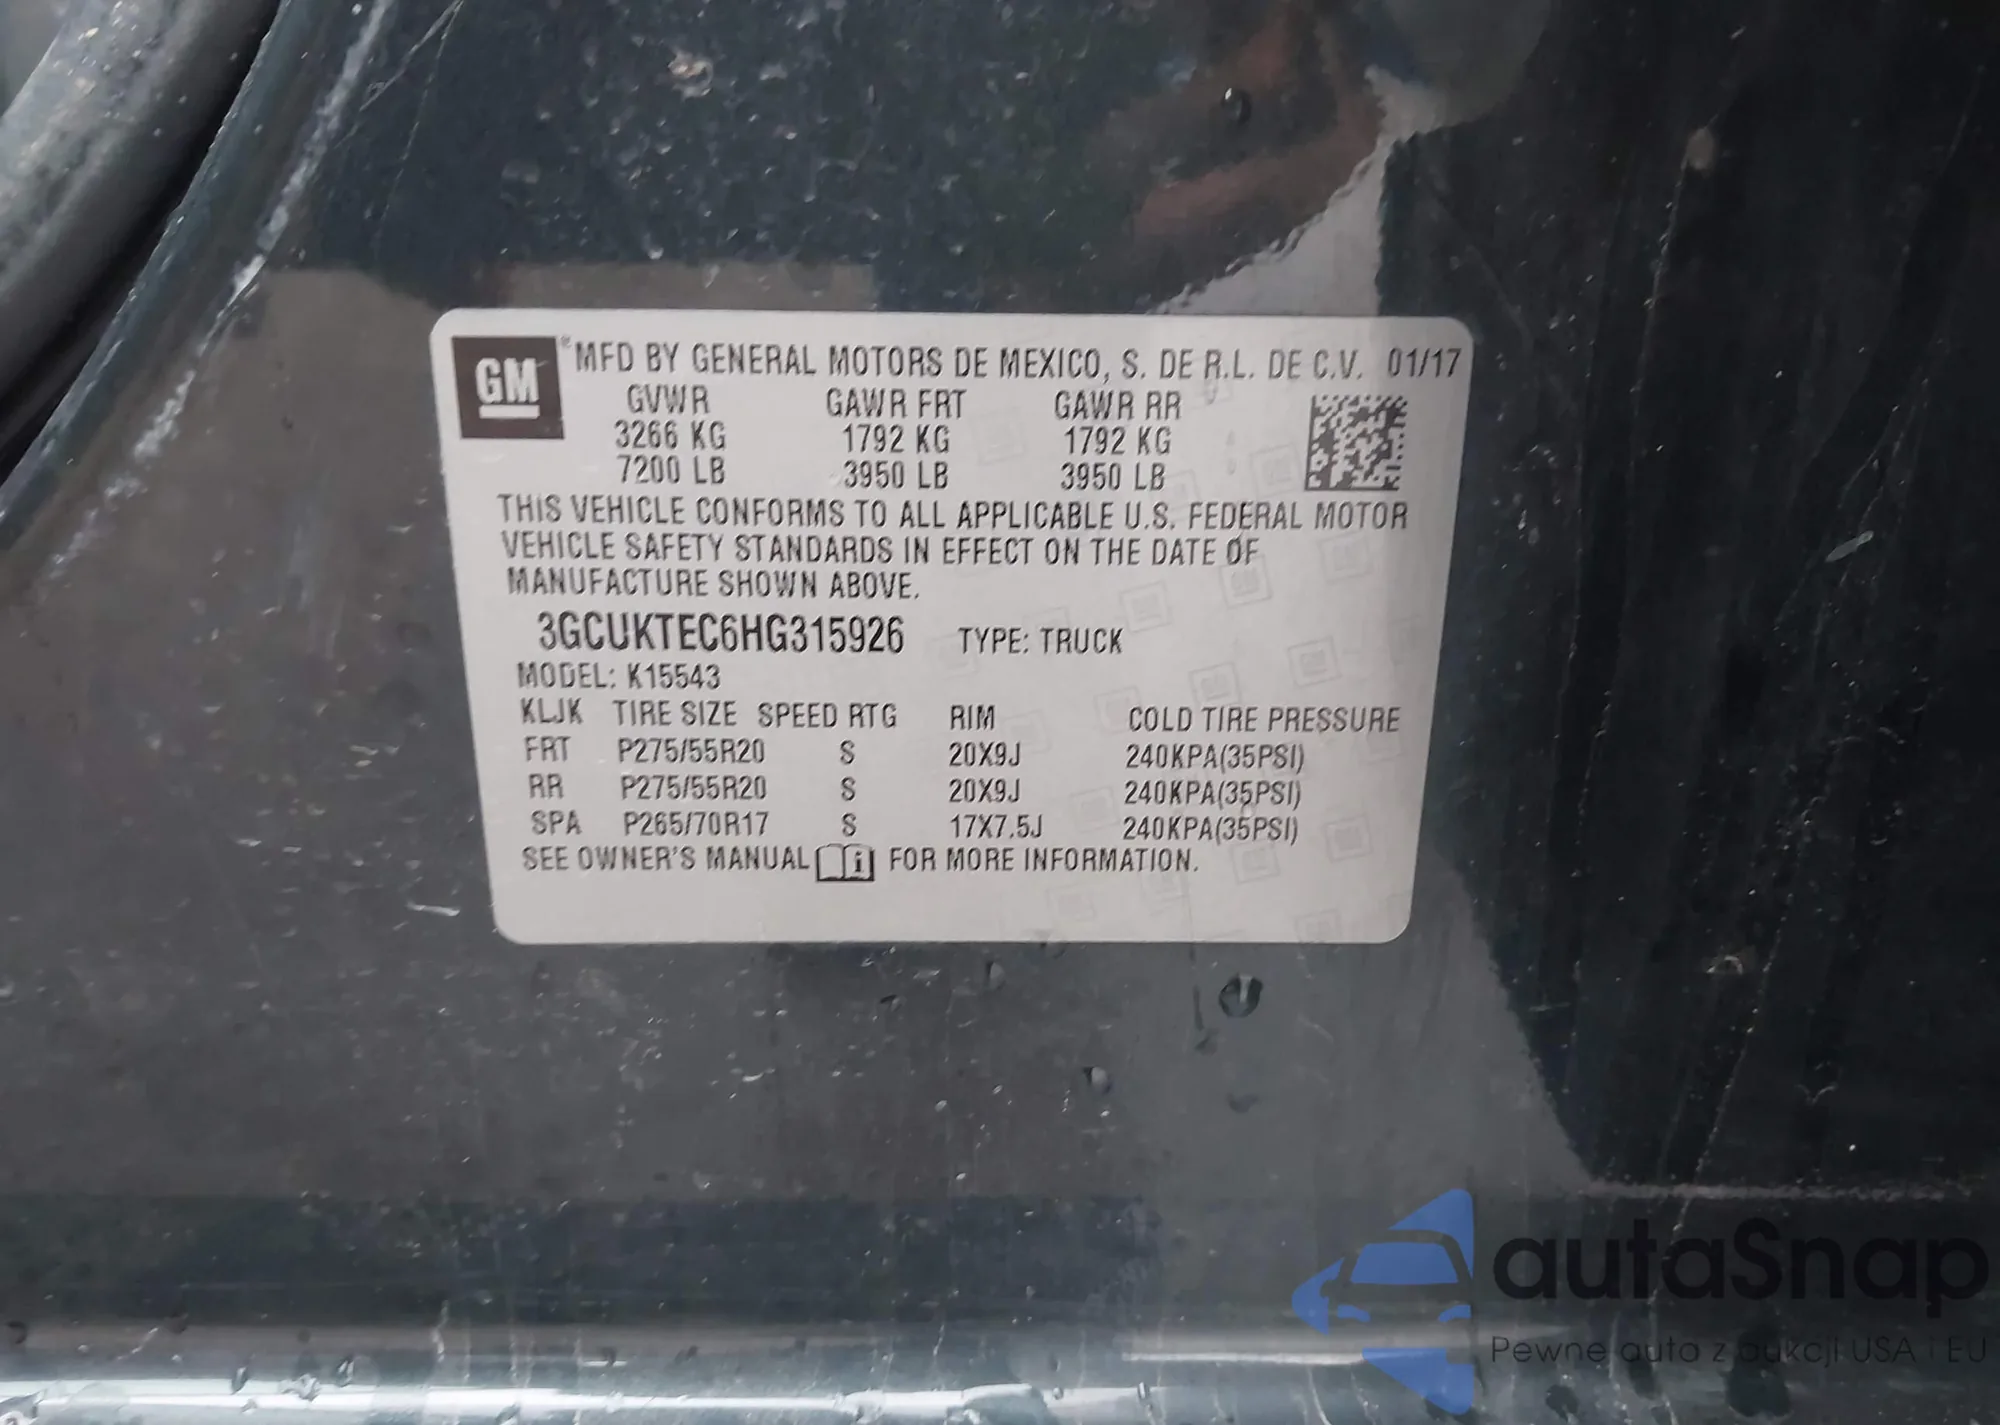 GM ® MFD BY GENERAL MOTORS DE MEXICO, S. DE R.L. DE C.V. 01/17
GVWR GAWR FRT GAWR RR
3266 KG 1792 KG 1792 KG
7200 LB 3950 LB 3950 LB
THIS VEHICLE CONFORMS TO ALL APPLICABLE U.S. FEDERAL MOTOR
VEHICLE SAFETY STANDARDS IN EFFECT ON THE DATE OF
MANUFACTURE SHOWN ABOVE.
3GCUKTEC6HG315926 TYPE: TRUCK
MODEL: K15543
KLJK TIRE SIZE SPEED RTG RIM COLD TIRE PRESSURE
FRT P275/55R20 S 20X9J 240KPA(35PSI)
RR P275/55R20 S 20X9J 240KPA(35PSI)
SPA P265/70R17 S 17X7.5J 240KPA(35PSI)
SEE OWNER'S MANUAL i FOR MORE INFORMATION.
autaSnap
Pewne auta z aukcji USA i EU